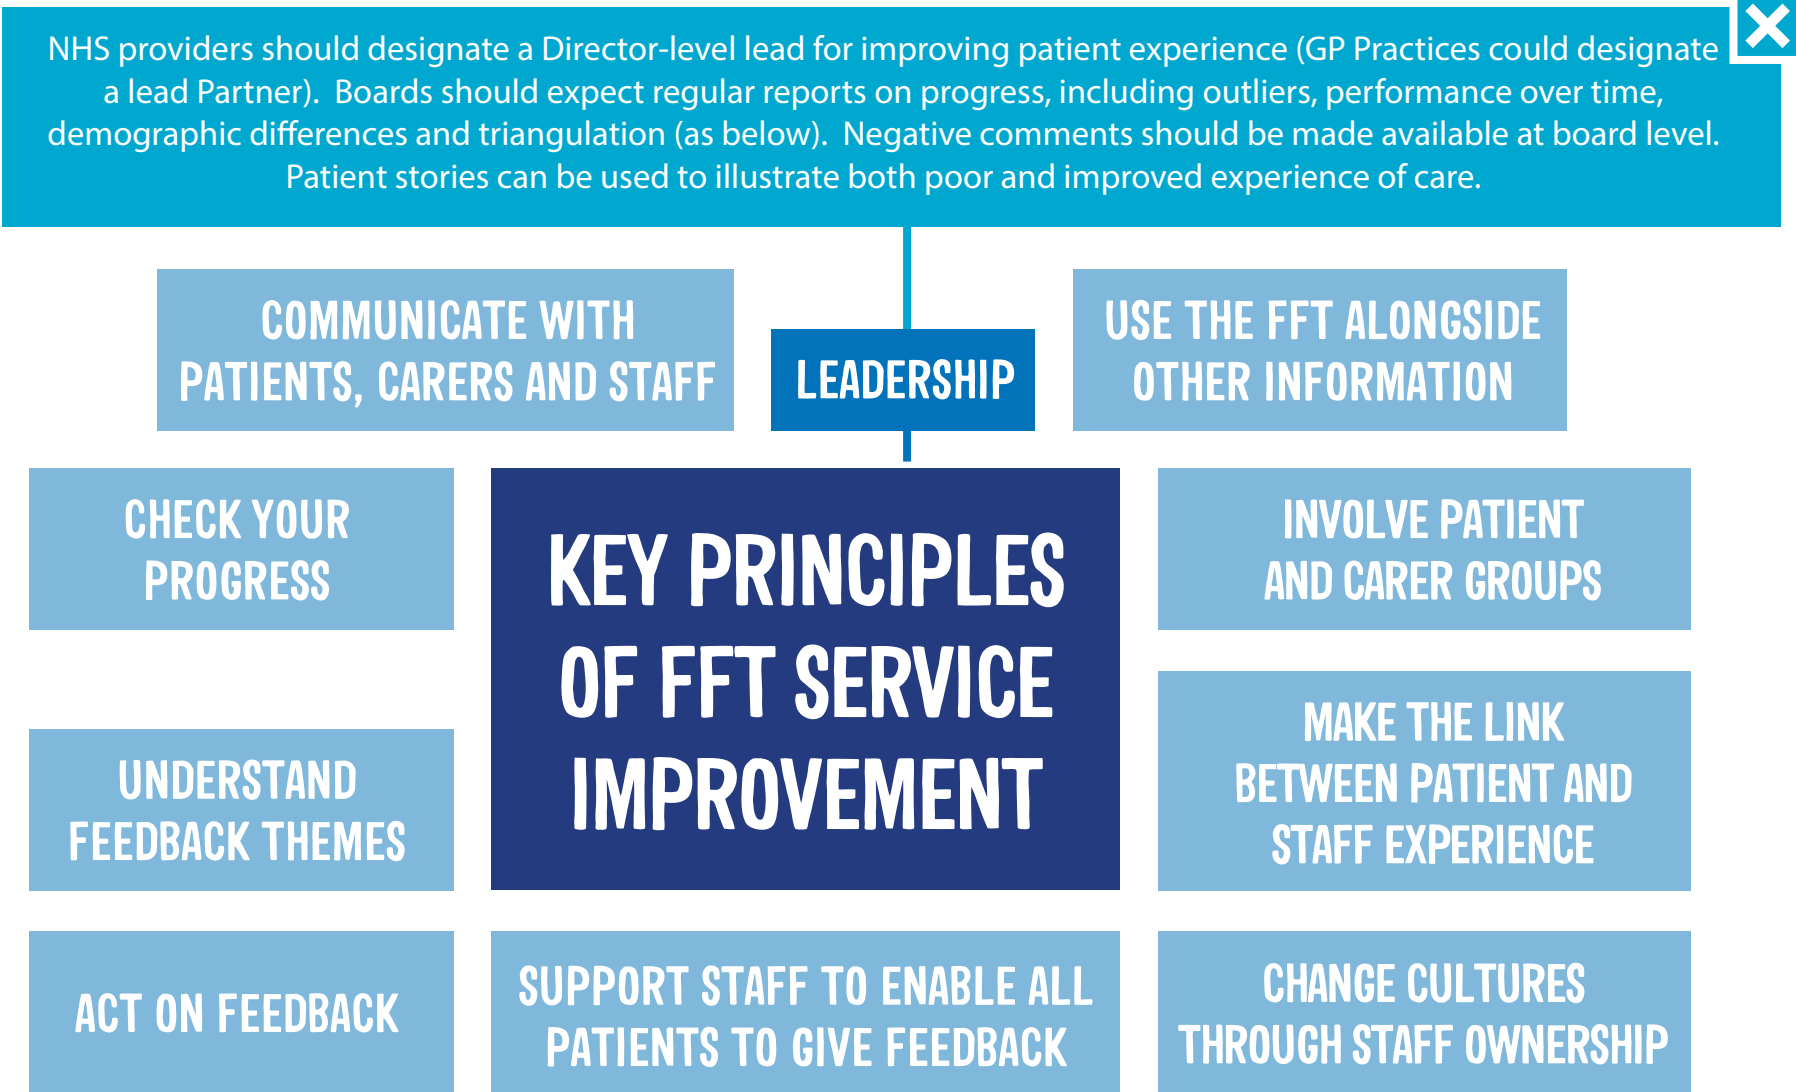 NHS providers should designate a Director-level lead for improving patient experience (GP Practices could designate
a lead Partner).  Boards should expect regular reports on progress, including outliers, performance over time,
demographic differences and triangulation (as below).  Negative comments should be made available at board level.
Patient stories can be used to illustrate both poor and improved experience of care.
COMMUNICATE WITH
PATIENTS, CARERS AND STAFF
LEADERSHIP
USE THE FFT ALONGSIDE
OTHER INFORMATION
CHECK YOUR
PROGRESS
KEY PRINCIPLES
OF FFT SERVICE
IMPROVEMENT
INVOLVE PATIENT
AND CARER GROUPS
UNDERSTAND
FEEDBACK THEMES
MAKE THE LINK
BETWEEN PATIENT AND
STAFF EXPERIENCE
ACT ON FEEDBACK
SUPPORT STAFF TO ENABLE ALL
PATIENTS TO GIVE FEEDBACK
CHANGE CULTURES
THROUGH STAFF OWNERSHIP